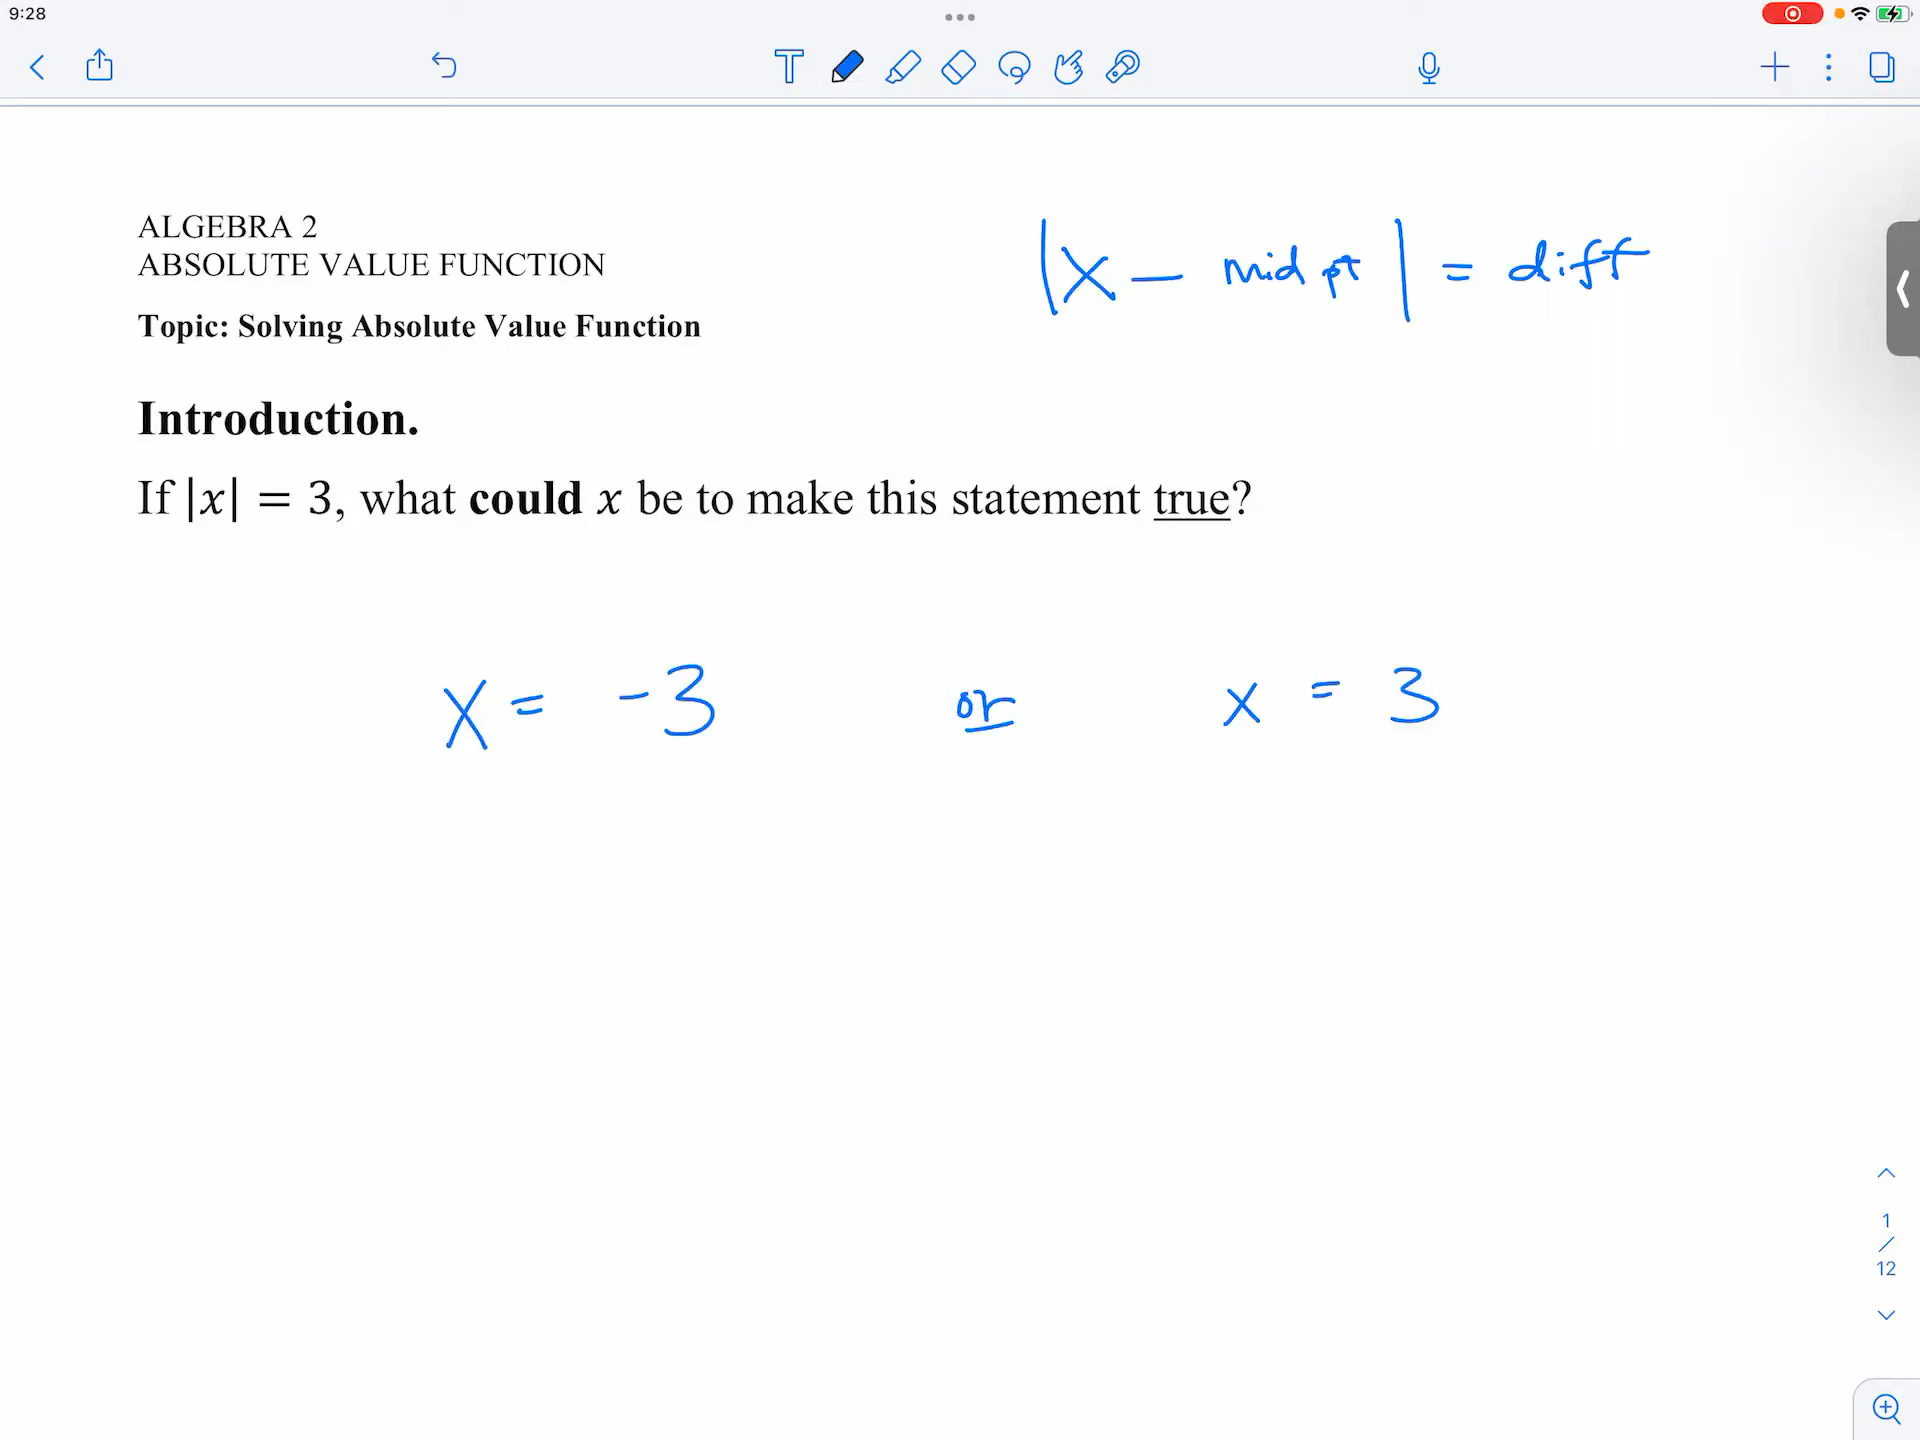 9:28
ALGEBRA 2
ABSOLUTE VALUE FUNCTION
|x - mid pt| = diff
Topic: Solving Absolute Value Function
Introduction.
If |x| = 3, what could x be to make this statement true?
x = -3 or x = 3
1
/
12